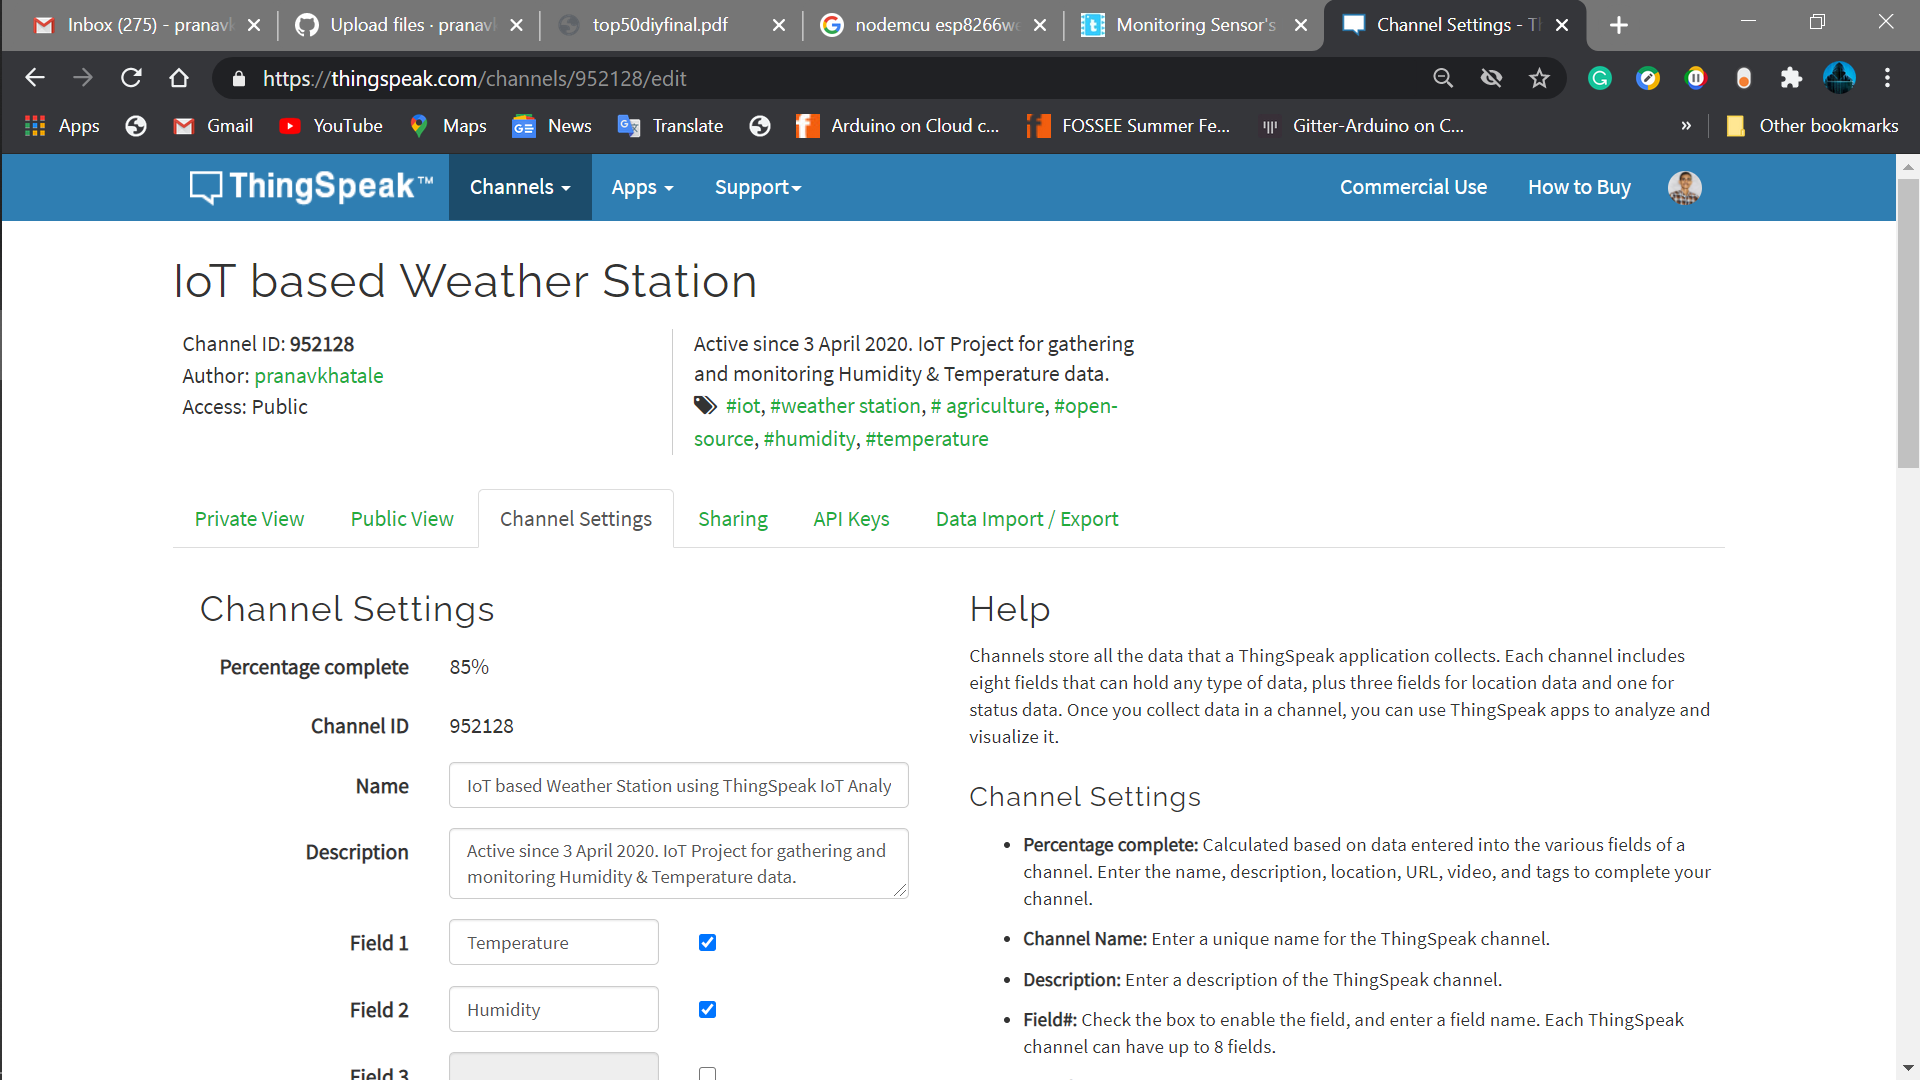 Inbox (275) - pranavk
Upload files · pranavk
top50diyfinal.pdf
nodemcu esp8266we
Monitoring Sensor's
Channel Settings - Th
https://thingspeak.com/channels/952128/edit
Apps
Gmail
YouTube
Maps
News
Translate
Arduino on Cloud c...
FOSSEE Summer Fe...
Gitter-Arduino on C...
»
Other bookmarks
ThingSpeak™
Channels
Apps
Support
Commercial Use
How to Buy
IoT based Weather Station
Channel ID: 952128
Author: pranavkhatale
Access: Public
Active since 3 April 2020. IoT Project for gathering
and monitoring Humidity & Temperature data.
#iot, #weather station, # agriculture, #open-
source, #humidity, #temperature
Private View
Public View
Channel Settings
Sharing
API Keys
Data Import / Export
Channel Settings
Percentage complete 85%
Channel ID 952128
Name IoT based Weather Station using ThingSpeak IoT Analy
Description Active since 3 April 2020. IoT Project for gathering and
monitoring Humidity & Temperature data.
Field 1 Temperature
Field 2 Humidity
Field 3
Help
Channels store all the data that a ThingSpeak application collects. Each channel includes
eight fields that can hold any type of data, plus three fields for location data and one for
status data. Once you collect data in a channel, you can use ThingSpeak apps to analyze and
visualize it.
Channel Settings
• Percentage complete: Calculated based on data entered into the various fields of a
channel. Enter the name, description, location, URL, video, and tags to complete your
channel.
• Channel Name: Enter a unique name for the ThingSpeak channel.
• Description: Enter a description of the ThingSpeak channel.
• Field#: Check the box to enable the field, and enter a field name. Each ThingSpeak
channel can have up to 8 fields.